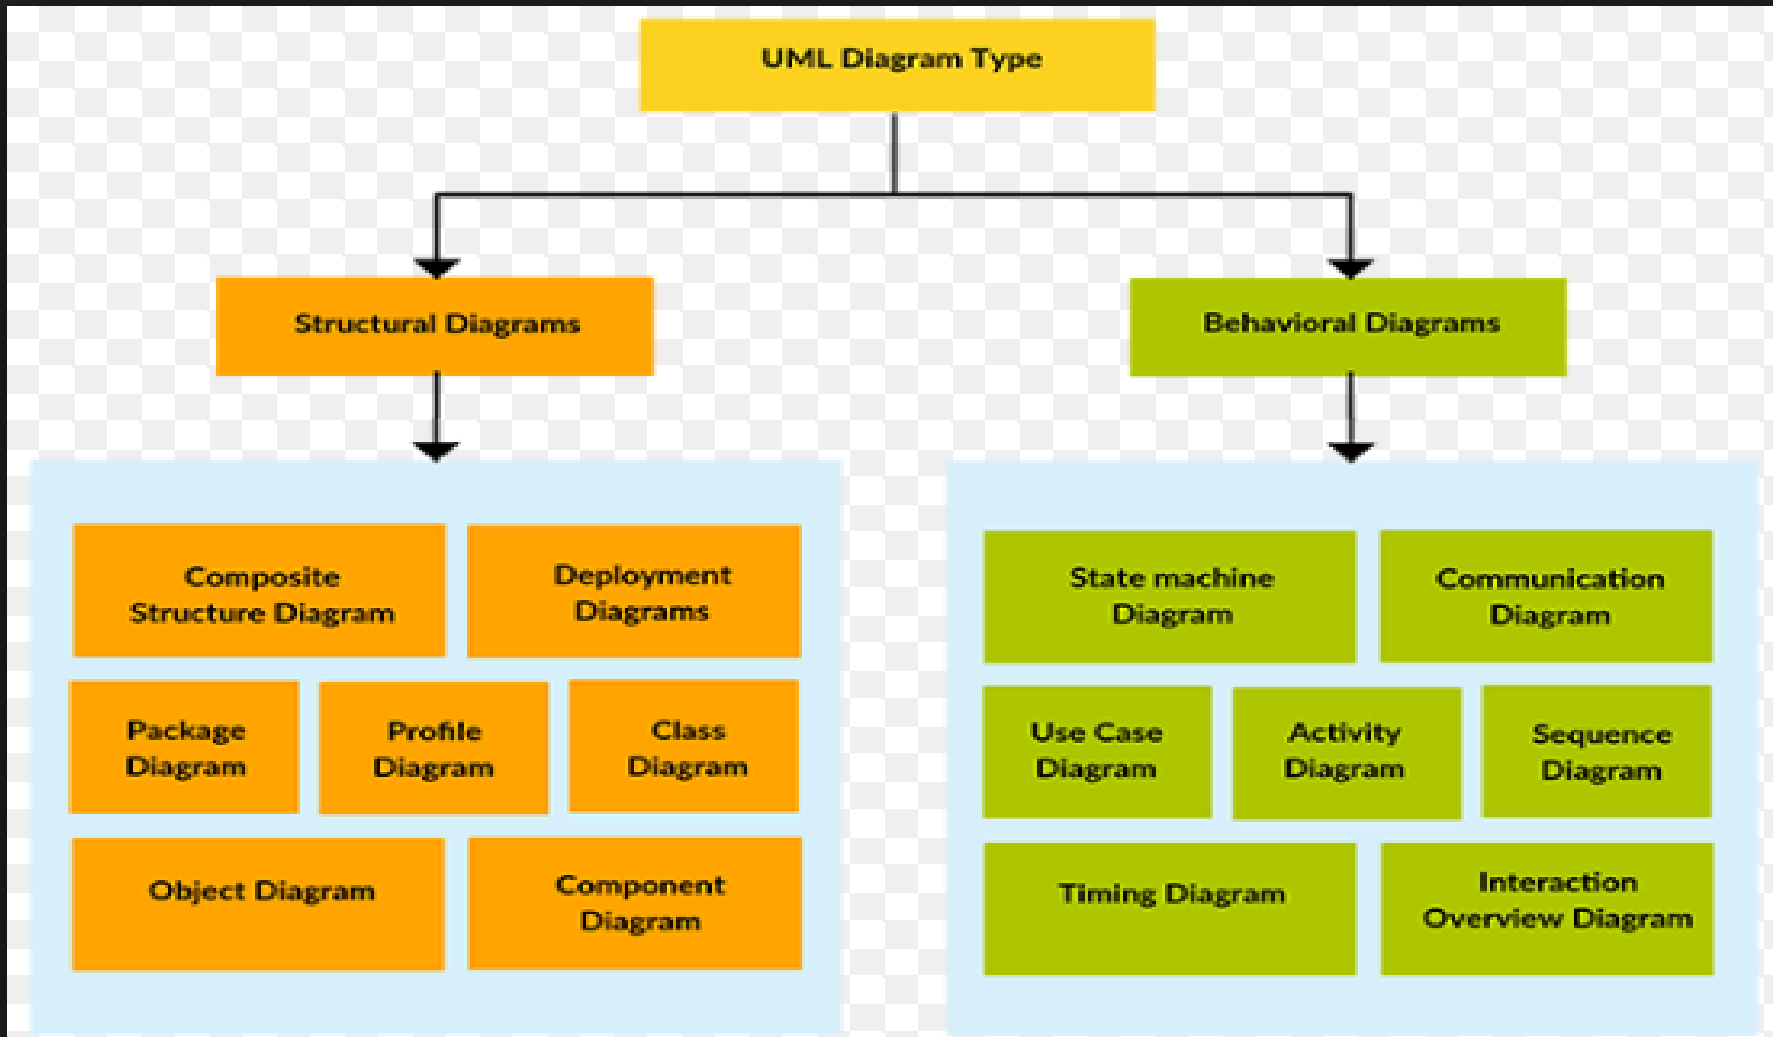 UML Diagram Type
Structural Diagrams
Behavioral Diagrams
Composite
Structure Diagram
Deployment
Diagrams
Package
Diagram
Profile
Diagram
Class
Diagram
Object Diagram
Component
Diagram
State machine
Diagram
Communication
Diagram
Use Case
Diagram
Activity
Diagram
Sequence
Diagram
Timing Diagram
Interaction
Overview Diagram